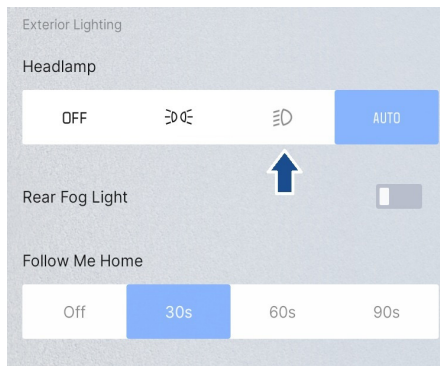 Exterior Lighting
Headlamp
OFF AUTO
Rear Fog Light
Follow Me Home
Off 30s 60s 90s